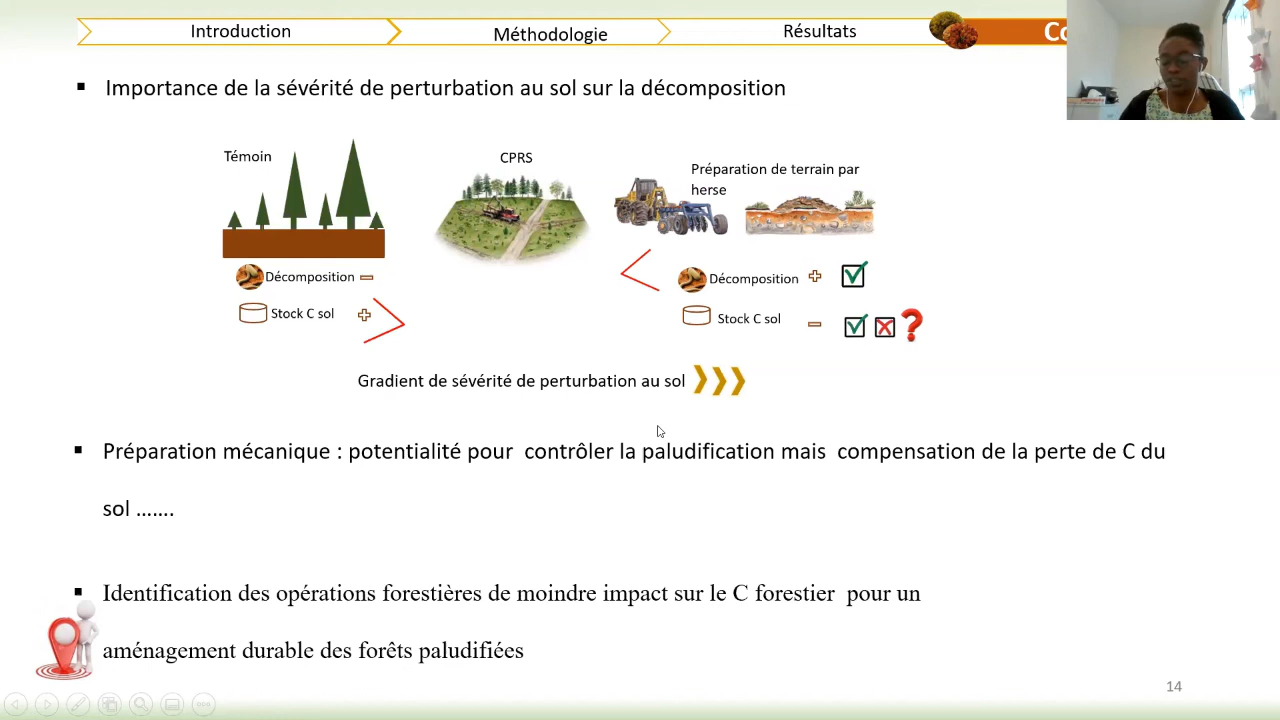 Introduction
Méthodologie
Résultats
Importance de la sévérité de perturbation au sol sur la décomposition
Témoin
CPRS
Préparation de terrain par
herse
Décomposition
Stock C sol
Décomposition
Stock C sol
Gradient de sévérité de perturbation au sol
Préparation mécanique : potentialité pour contrôler la paludification mais compensation de la perte de C du
sol …….
Identification des opérations forestières de moindre impact sur le C forestier pour un
aménagement durable des forêts paludifiées
14